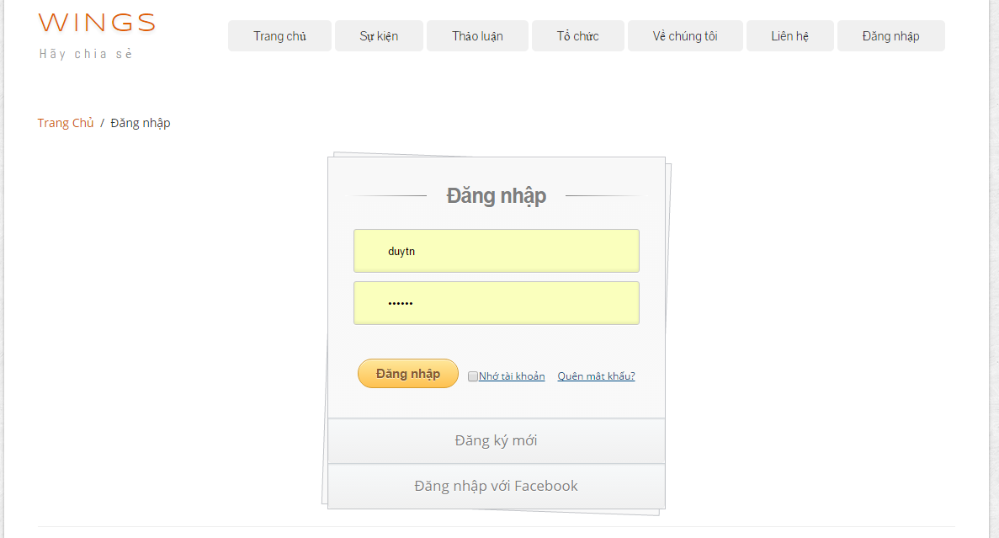 WINGS
Hãy chia sẻ
Trang chủ Sự kiện Thảo luận Tổ chức Về chúng tôi Liên hệ Đăng nhập
Trang Chủ / Đăng nhập
Đăng nhập
duytn
••••••
Đăng nhập Nhớ tài khoản Quên mât khẩu?
Đăng ký mới
Đăng nhập với Facebook